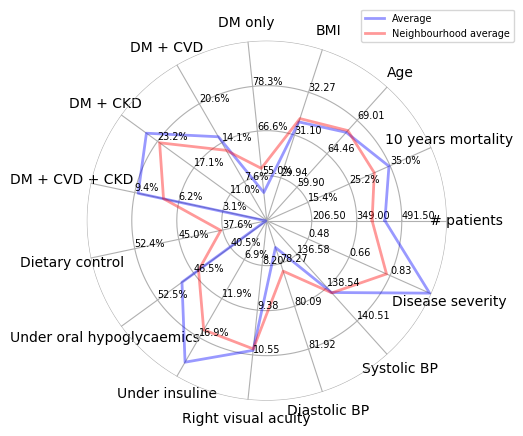 Average
Neighbourhood average
DM only
BMI
DM + CVD
Age
DM + CKD
10 years mortality
DM + CVD + CKD
# patients
Dietary control
Disease severity
Under oral hypoglycaemics
Systolic BP
Under insuline
Diastolic BP
Right visual acuity
78.3%
32.27
20.6%
69.01
66.6%
31.10
23.2%
14.1%
64.46
35.0%
17.1%
55.0%
29.94
7.6%
59.90
25.2%
11.0%
9.4%
6.2%
3.1%
15.4%
206.50
349.00
491.50
37.6%
45.0%
52.4%
40.5%
0.48
0.66
0.83
46.5%
52.5%
6.9%
8.20
78.27
136.58
138.54
140.51
11.9%
9.38
80.09
16.9%
10.55
81.92